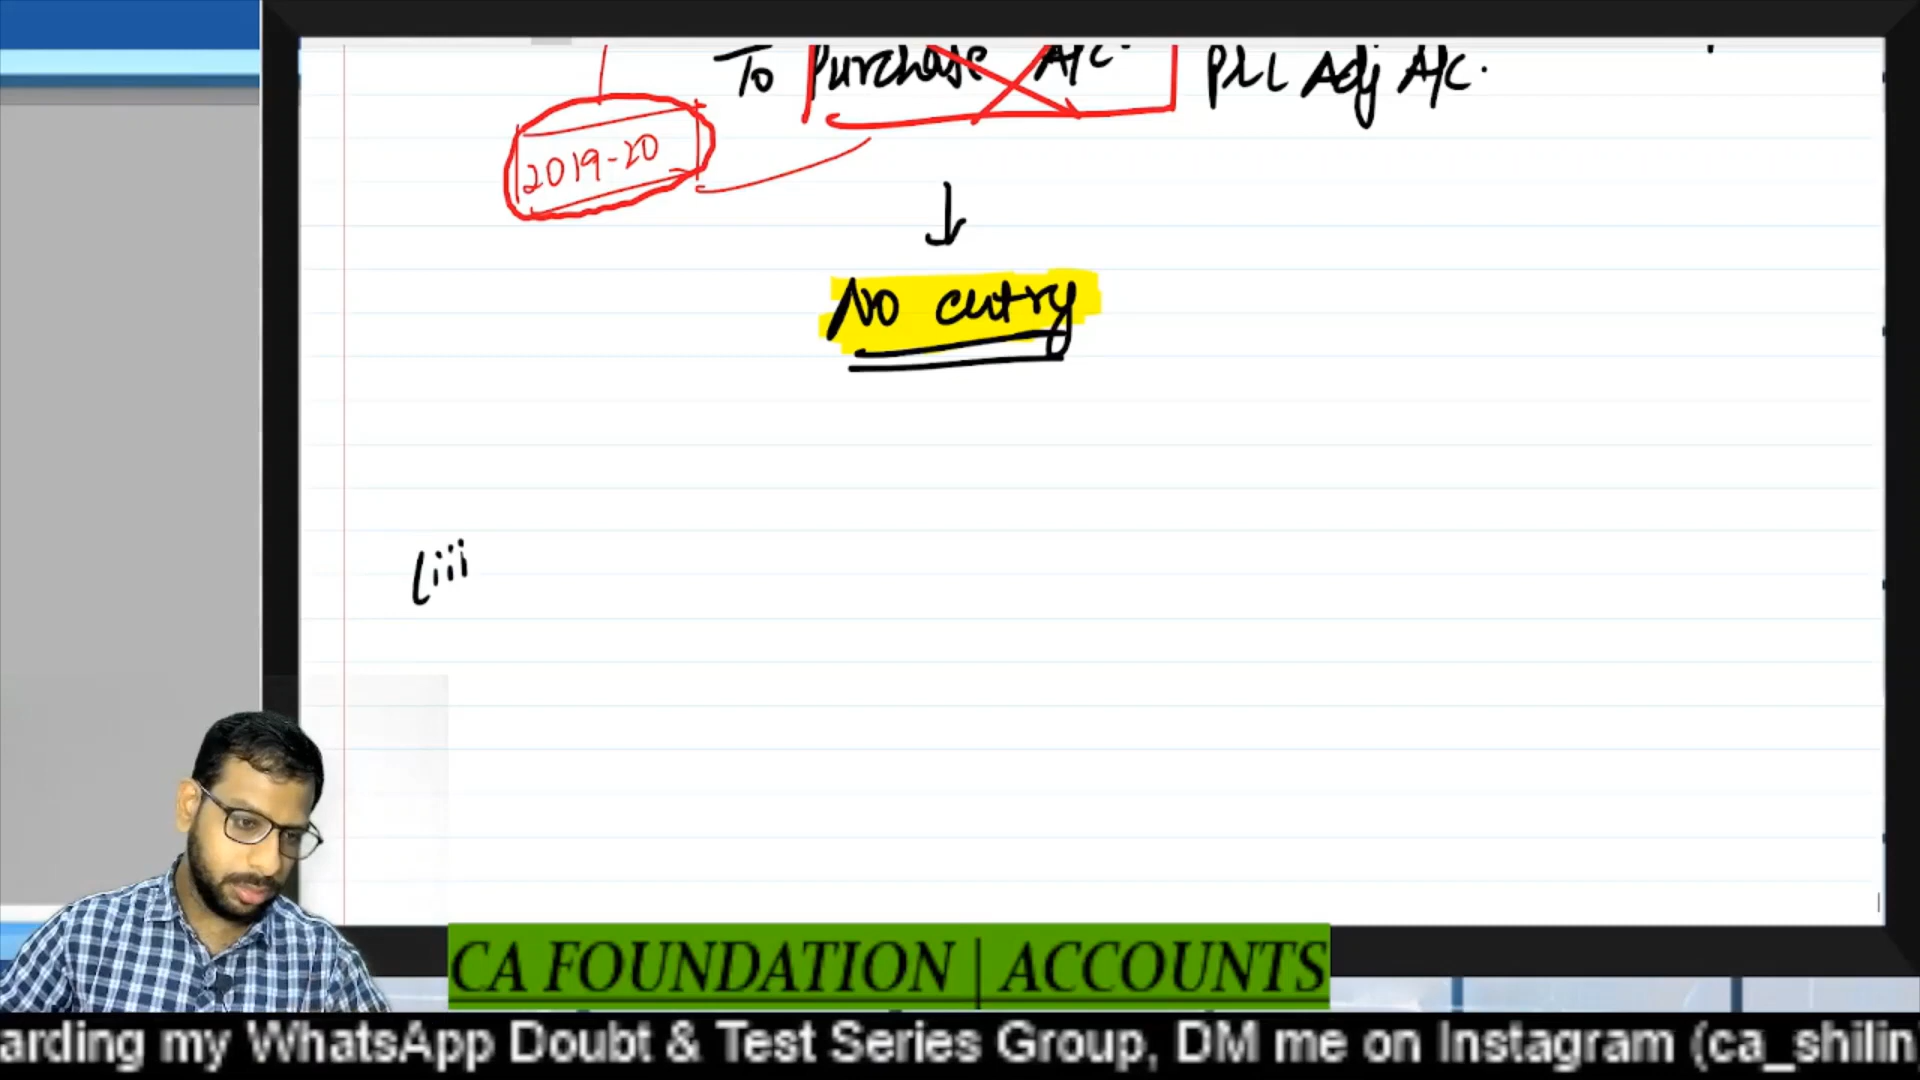 To Purchase A/c. P&L Adj A/c.
2019-20
No entry
(iii
CA FOUNDATION | ACCOUNTS
arding my WhatsApp Doubt & Test Series Group, DM me on Instagram (ca_shilin